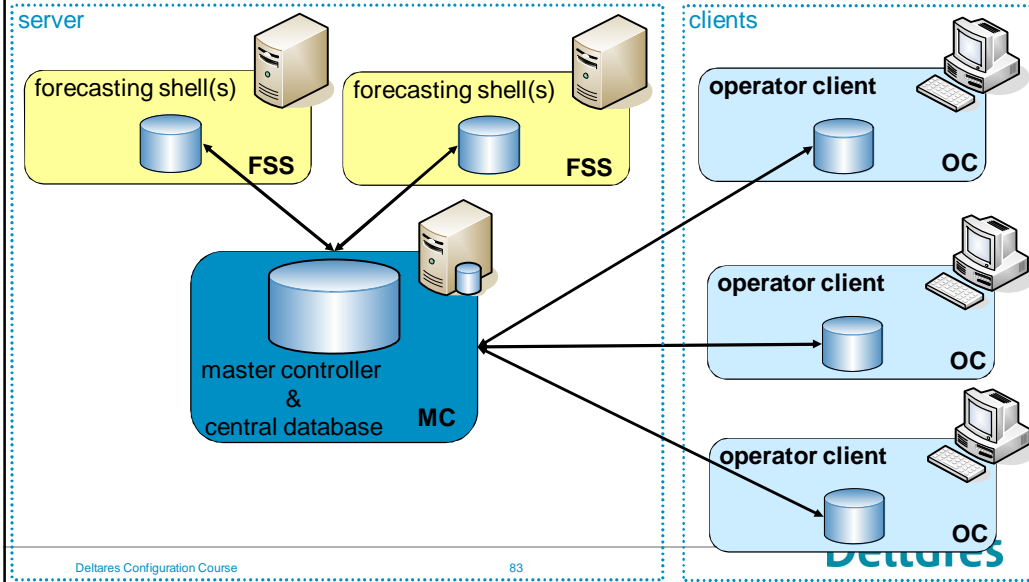 server
clients
forecasting shell(s)
FSS
forecasting shell(s)
FSS
operator client
OC
operator client
OC
master controller
&
central database
MC
operator client
OC
Deltares Configuration Course
83
Deltares